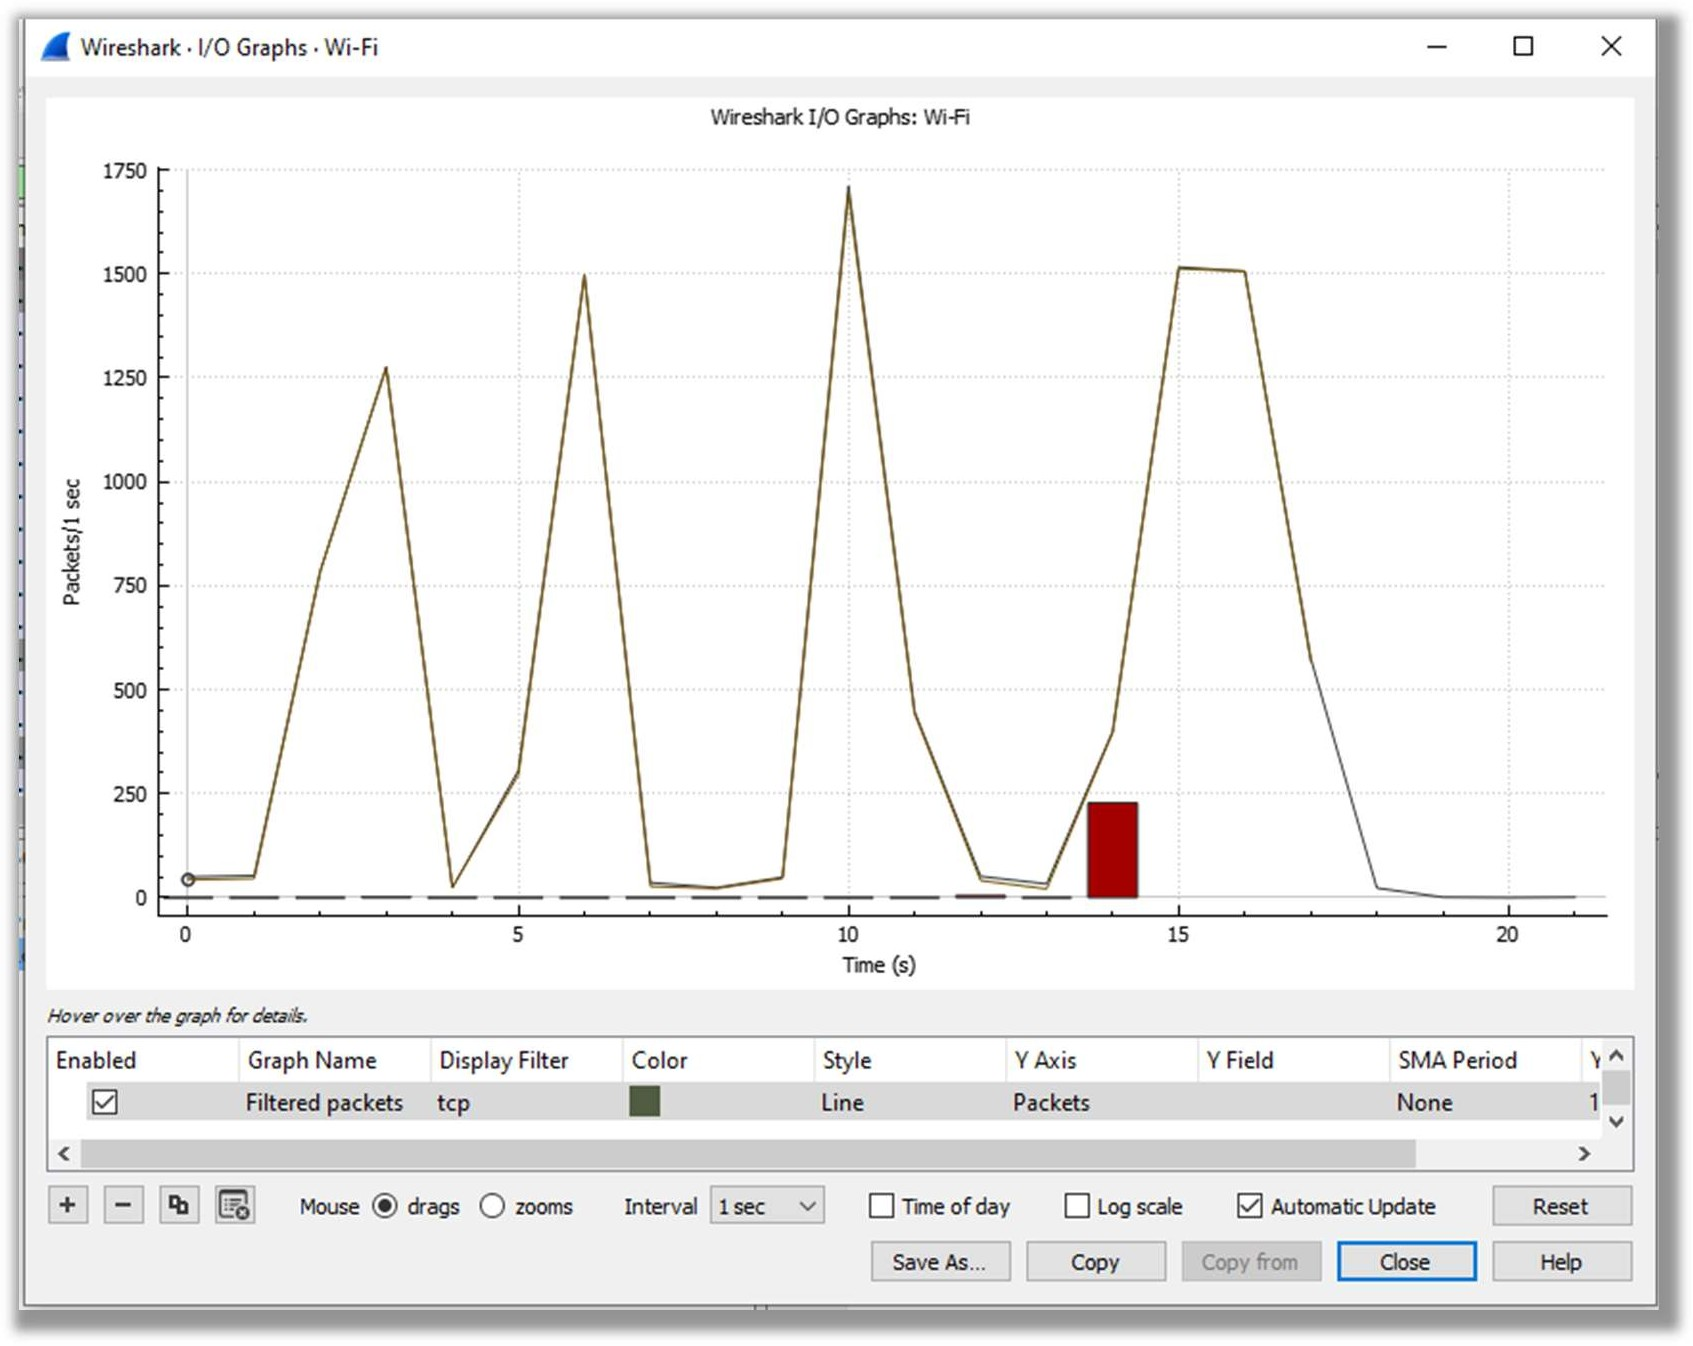 Wireshark · I/O Graphs · Wi-Fi
Wireshark I/O Graphs: Wi-Fi
1750
1500
1250
1000
750
500
250
0
Packets/1 sec
0 5 10 15 20
Time (s)
Hover over the graph for details.
Enabled Graph Name Display Filter Color Style Y Axis Y Field SMA Period Y
Filtered packets tcp Line Packets None 1
Mouse drags zooms Interval 1 sec Time of day Log scale Automatic Update Reset
Save As... Copy Copy from Close Help